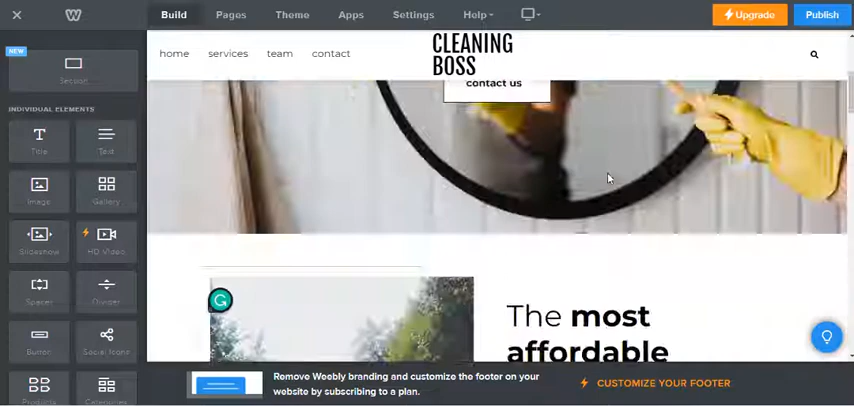 Build Pages Theme Apps Settings Help Upgrade Publish
NEW
Section
INDIVIDUAL ELEMENTS
Title Text
Image Gallery
Slideshow HD Video
Spacer Divider
Button Social Icons
Products Categories
home services team contact
CLEANING
BOSS
contact us
The most
affordable
Remove Weebly branding and customize the footer on your
website by subscribing to a plan.
CUSTOMIZE YOUR FOOTER